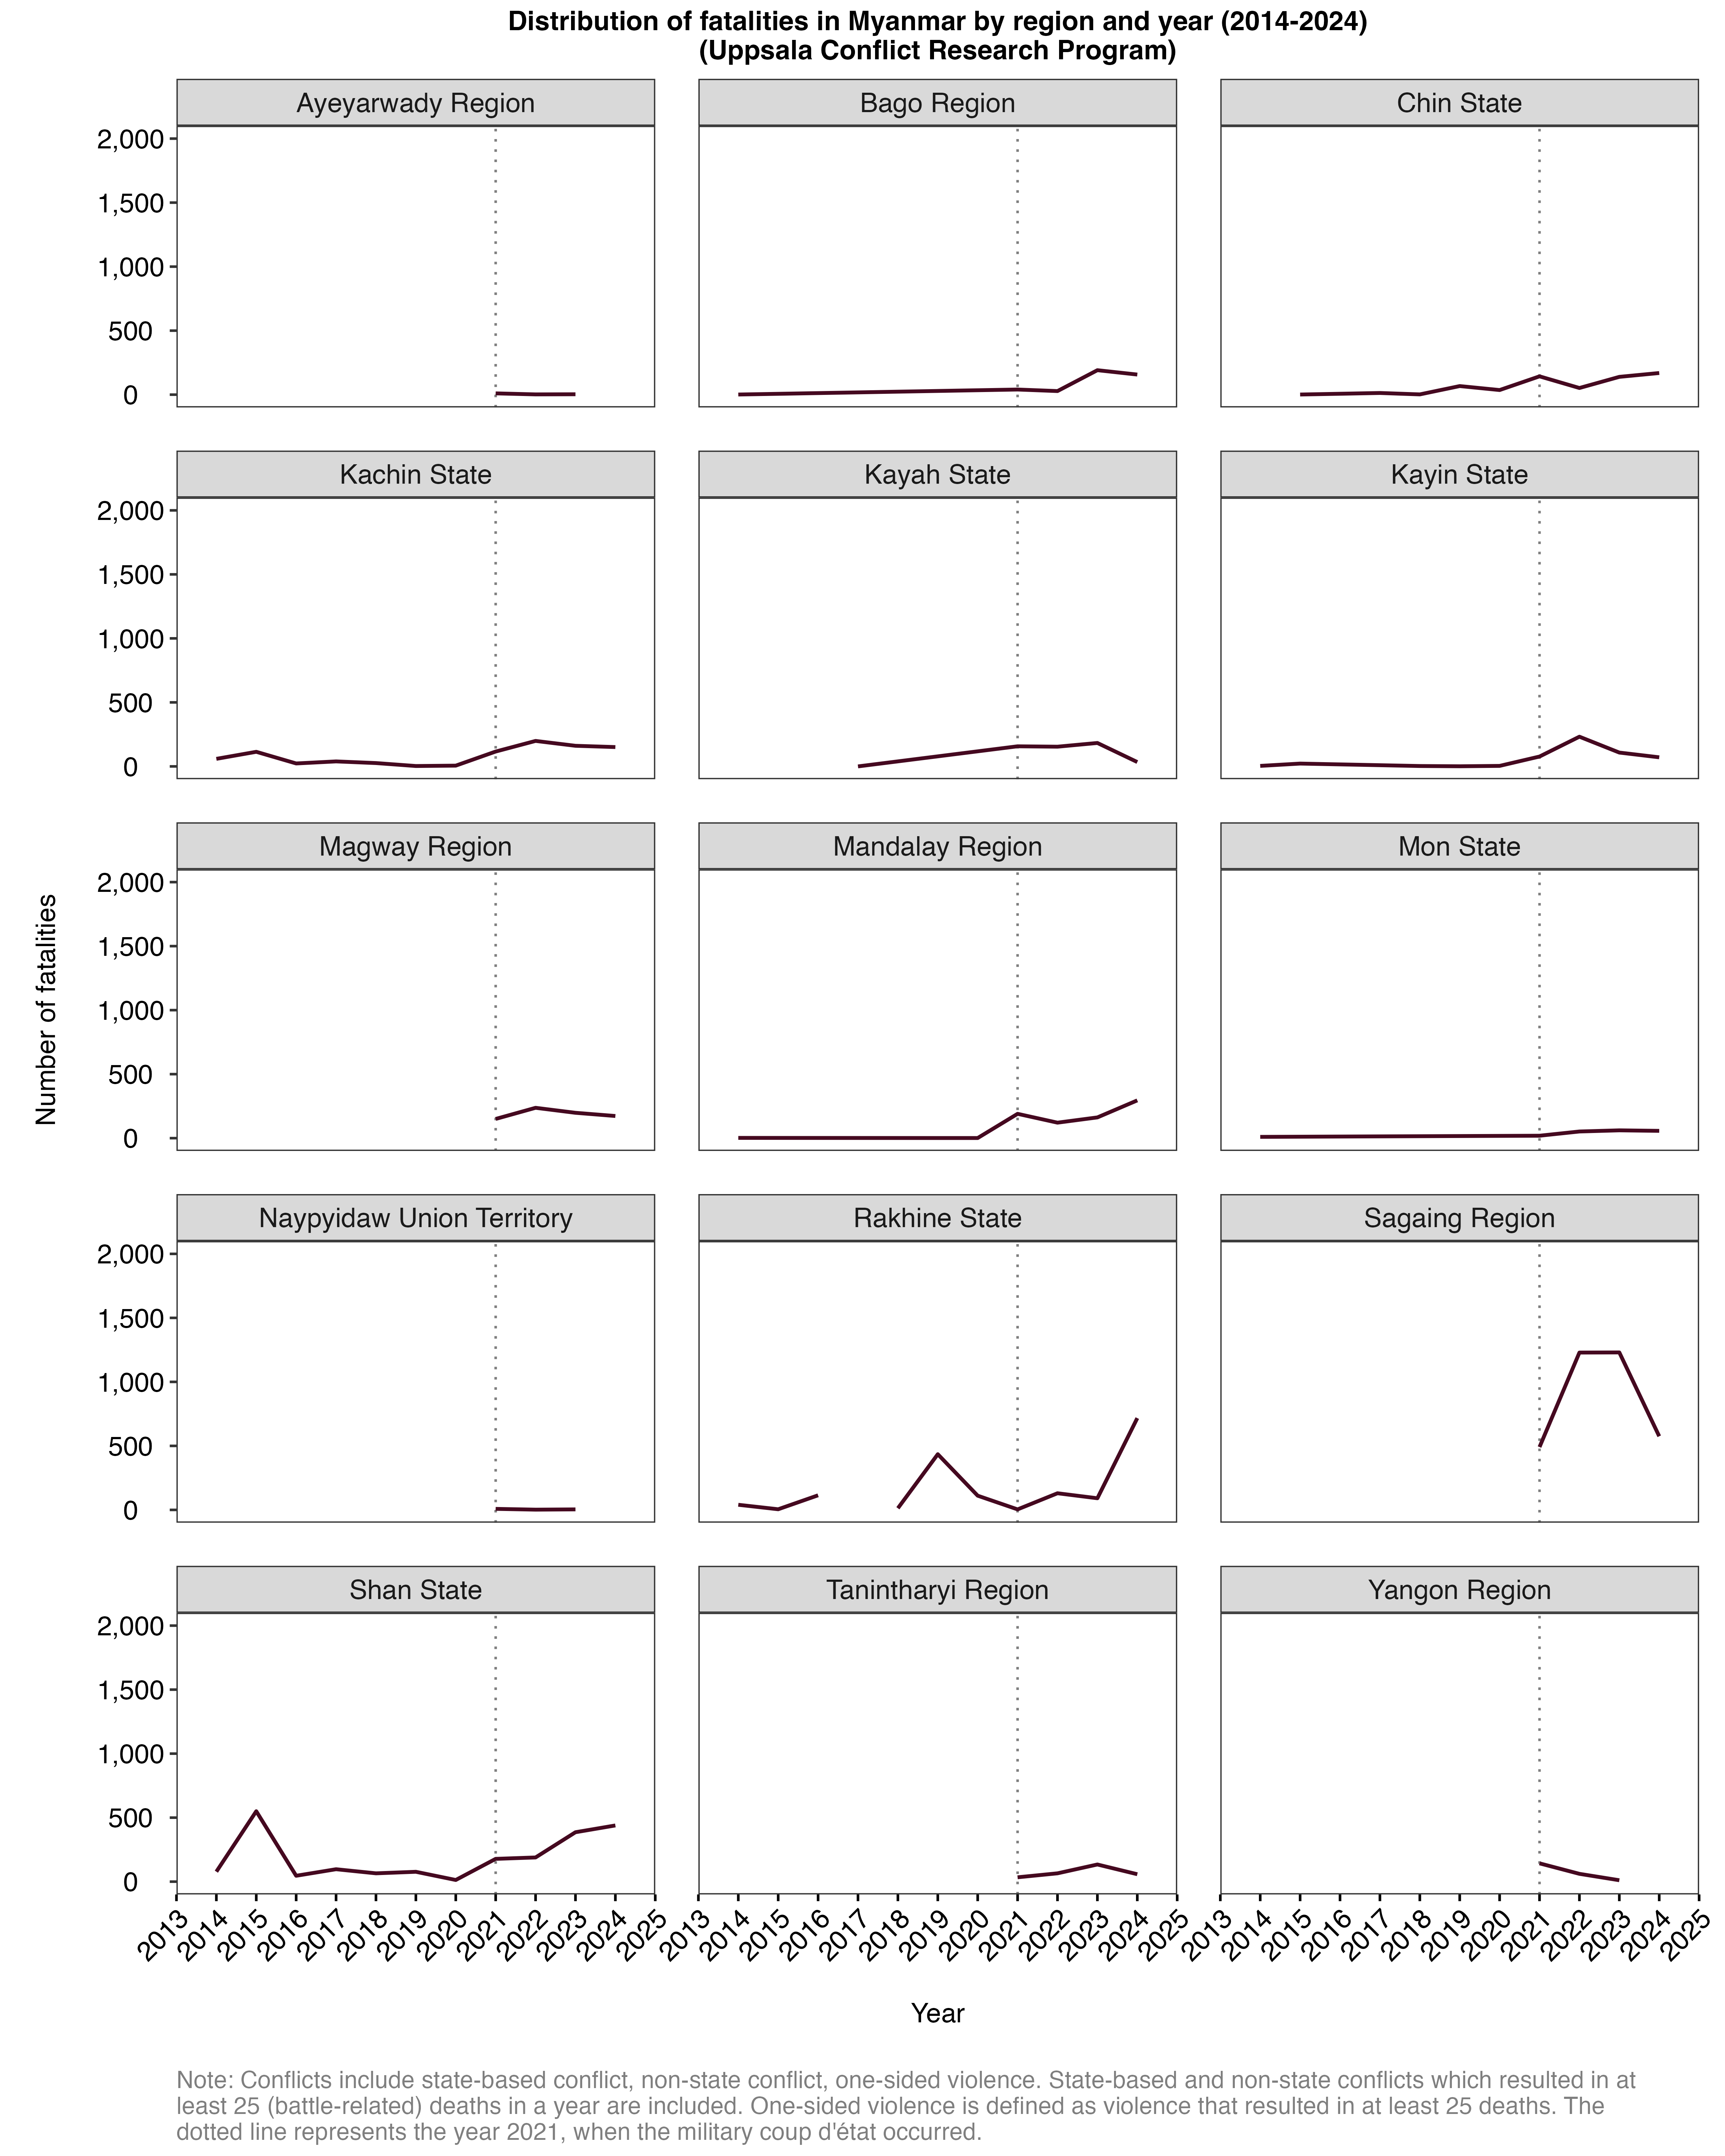 Distribution of fatalities in Myanmar by region and year (2014-2024)
(Uppsala Conflict Research Program)
Ayeyarwady Region
Bago Region
Chin State
2,000
1,500
1,000
500
0
Kachin State
Kayah State
Kayin State
2,000
1,500
1,000
500
0
Magway Region
Mandalay Region
Mon State
2,000
1,500
1,000
500
0
Number of fatalities
Naypyidaw Union Territory
Rakhine State
Sagaing Region
2,000
1,500
1,000
500
0
Shan State
Tanintharyi Region
Yangon Region
2,000
1,500
1,000
500
0
2013 2014 2015 2016 2017 2018 2019 2020 2021 2022 2023 2024 2025
2013 2014 2015 2016 2017 2018 2019 2020 2021 2022 2023 2024 2025
2013 2014 2015 2016 2017 2018 2019 2020 2021 2022 2023 2024 2025
Year
Note: Conflicts include state-based conflict, non-state conflict, one-sided violence. State-based and non-state conflicts which resulted in at
least 25 (battle-related) deaths in a year are included. One-sided violence is defined as violence that resulted in at least 25 deaths. The
dotted line represents the year 2021, when the military coup d'état occurred.